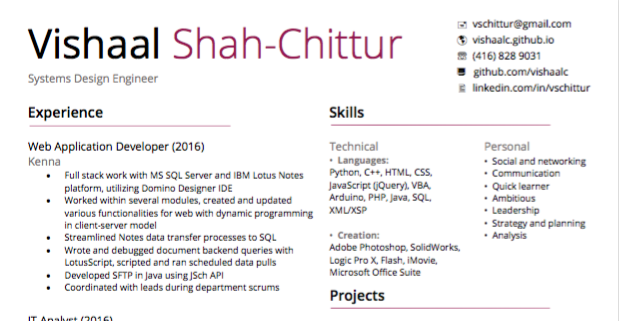 Vishaal Shah-Chittur
Systems Design Engineer
vschittur@gmail.com
vishaalc.github.io
(416) 828 9031
github.com/vishaalc
linkedin.com/in/vschittur
Experience
Web Application Developer (2016)
Kenna
• Full stack work with MS SQL Server and IBM Lotus Notes
platform, utilizing Domino Designer IDE
• Worked within several modules, created and updated
various functionalities for web with dynamic programming
in client-server model
• Streamlined Notes data transfer processes to SQL
• Wrote and debugged document backend queries with
LotusScript, scripted and ran scheduled data pulls
• Developed SFTP in Java using JSch API
• Coordinated with leads during department scrums
IT Analyst (2016)
Skills
Technical
• Languages:
Python, C++, HTML, CSS,
JavaScript (jQuery), VBA,
Arduino, PHP, Java, SQL,
XML/XSP
• Creation:
Adobe Photoshop, SolidWorks,
Logic Pro X, Flash, iMovie,
Microsoft Office Suite
Personal
• Social and networking
• Communication
• Quick learner
• Ambitious
• Leadership
• Strategy and planning
• Analysis
Projects